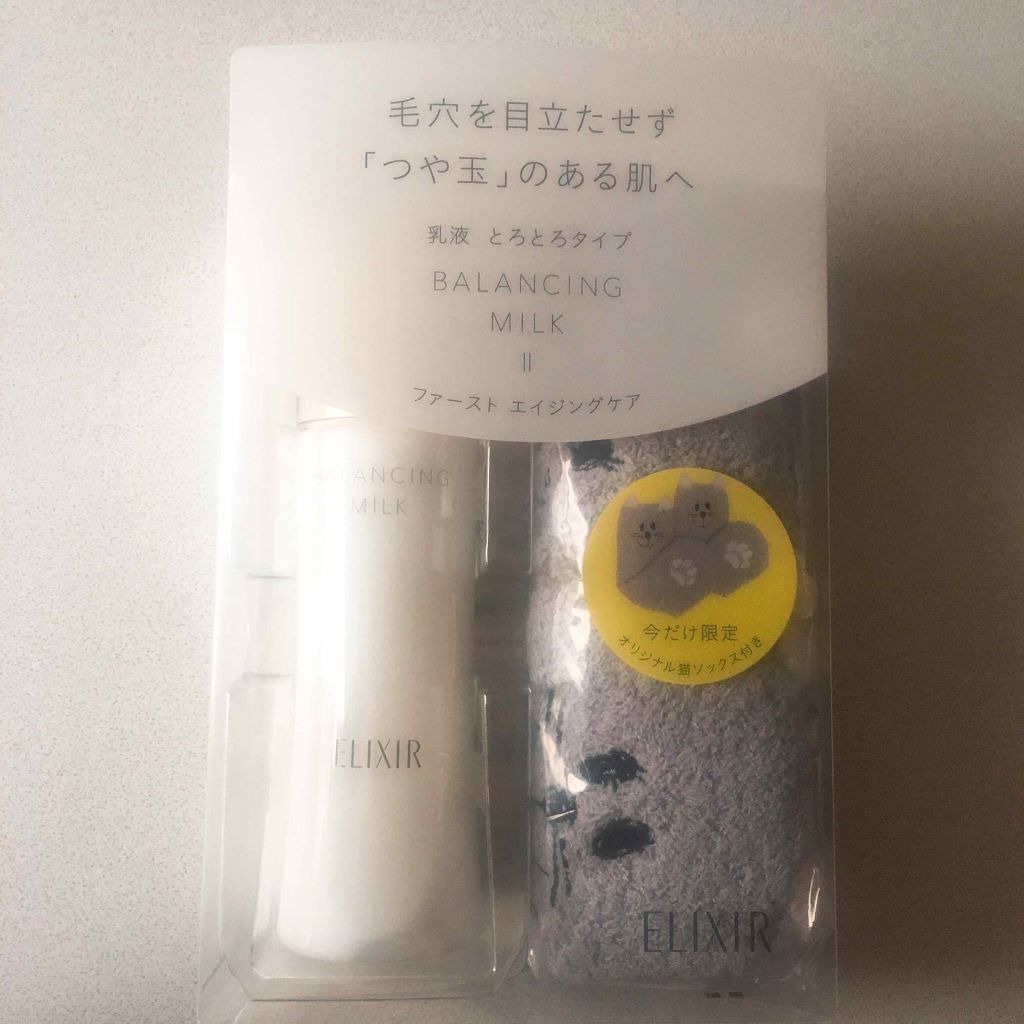 毛穴を目立たせず
「つや玉」のある肌へ
乳液 とろとろタイプ
BALANCING
MILK
II
ファースト エイジングケア
BALANCING
MILK
ELIXIR
今だけ限定
オリジナル猫ソックス付き
ELIXIR